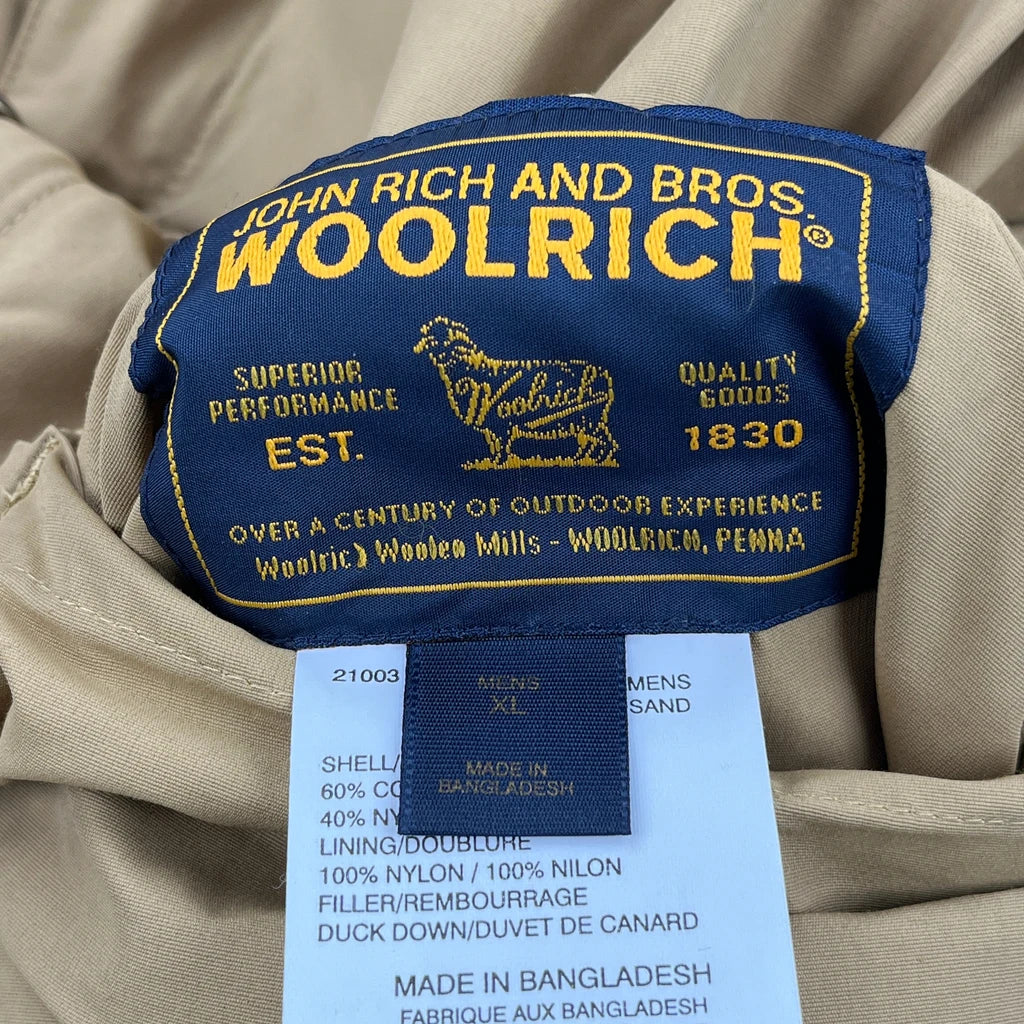 JOHN RICH AND BROS.
WOOLRICH®
SUPERIOR
PERFORMANCE
EST.
Woolrich
QUALITY
GOODS
1830
OVER A CENTURY OF OUTDOOR EXPERIENCE
Woolrich Woolen Mills - WOOLRICH, PENNA
MENS
XL
MADE IN
BANGLADESH
21003
MENS
SAND
SHELL/
60% CO
40% NY
LINING/DOUBLURE
100% NYLON / 100% NILON
FILLER/REMBOURRAGE
DUCK DOWN/DUVET DE CANARD
MADE IN BANGLADESH
FABRIQUE AUX BANGLADESH